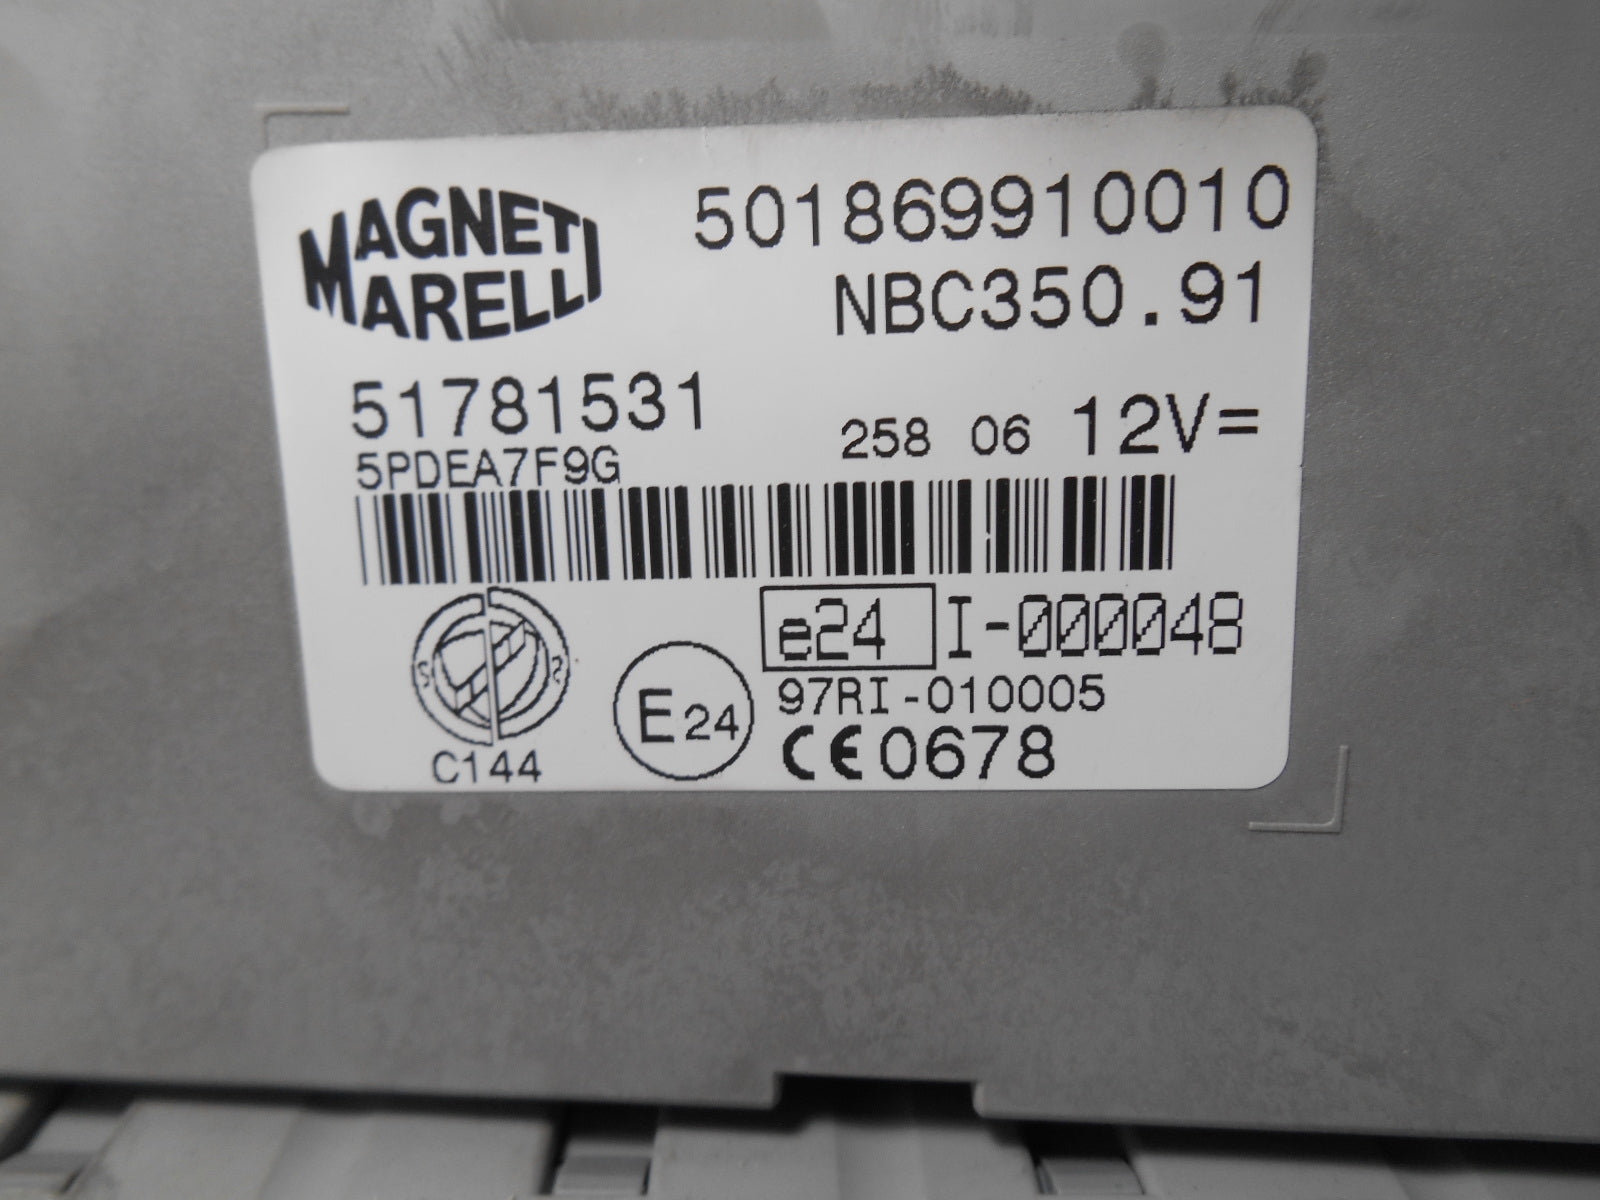 MAGNETI
MARELLI
501869910010
NBC350.91
51781531
258 06 12V=
5PDEA7F9G
e24 I-000048
97RI-010005
E24
CE0678
C144